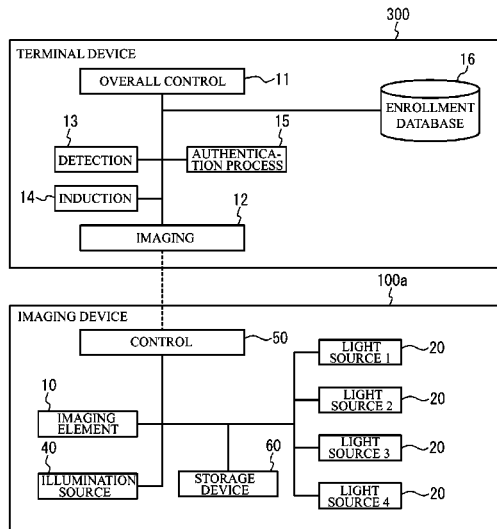 300
TERMINAL DEVICE
OVERALL CONTROL
11
16
ENROLLMENT
DATABASE
13
DETECTION
15
AUTHENTICA-
TION PROCESS
14
INDUCTION
12
IMAGING
100a
IMAGING DEVICE
CONTROL
50
LIGHT
SOURCE 1
20
10
IMAGING
ELEMENT
LIGHT
SOURCE 2
20
40
ILLUMINATION
SOURCE
60
STORAGE
DEVICE
LIGHT
SOURCE 3
20
LIGHT
SOURCE 4
20